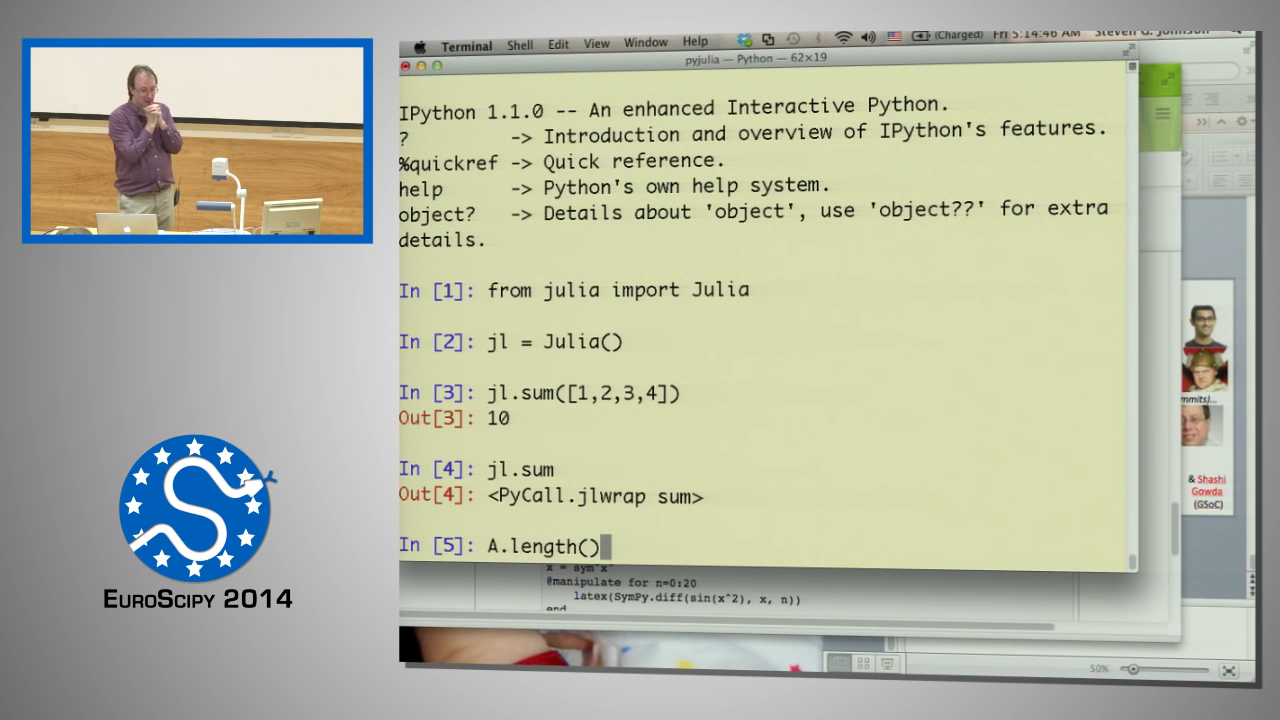 Terminal Shell Edit View Window Help (Charged) Fri 5:14:46 AM Steven G. Johnson
pyjulia — Python — 62×19
IPython 1.1.0 -- An enhanced Interactive Python.
? -> Introduction and overview of IPython's features.
%quickref -> Quick reference.
help -> Python's own help system.
object? -> Details about 'object', use 'object??' for extra
details.
In [1]: from julia import Julia
In [2]: jl = Julia()
In [3]: jl.sum([1,2,3,4])
Out[3]: 10
In [4]: jl.sum
Out[4]: <PyCall.jlwrap sum>
In [5]: A.length()
x = sym"x"
@manipulate for n=0:20
latex(SymPy.diff(sin(x^2), x, n))
end
mmits)...
& Shashi
Gowda
(GSoC)
50%
EUROSCIPY 2014